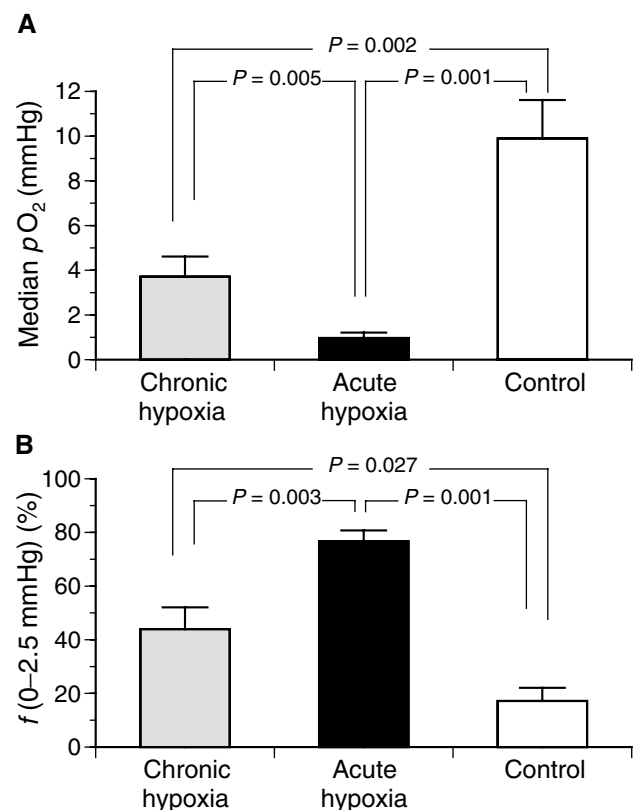 A
P = 0.002
P = 0.005
P = 0.001
Median pO₂ (mmHg)
12
10
8
6
4
2
0
Chronic hypoxia
Acute hypoxia
Control
B
P = 0.027
P = 0.003
P = 0.001
f (0–2.5 mmHg) (%)
100
80
60
40
20
0
Chronic hypoxia
Acute hypoxia
Control